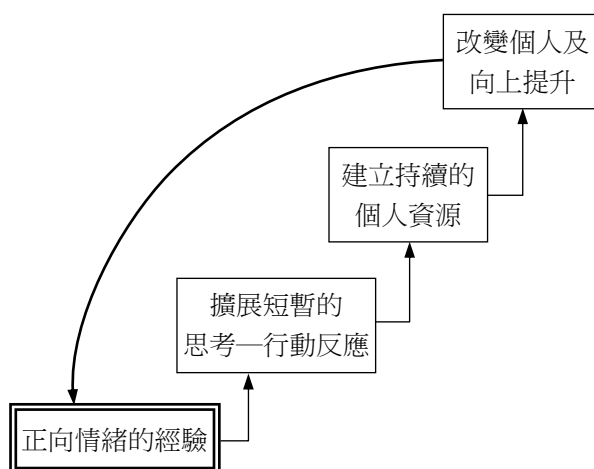 改變個人及
向上提升
建立持續的
個人資源
擴展短暫的
思考—行動反應
正向情緒的經驗